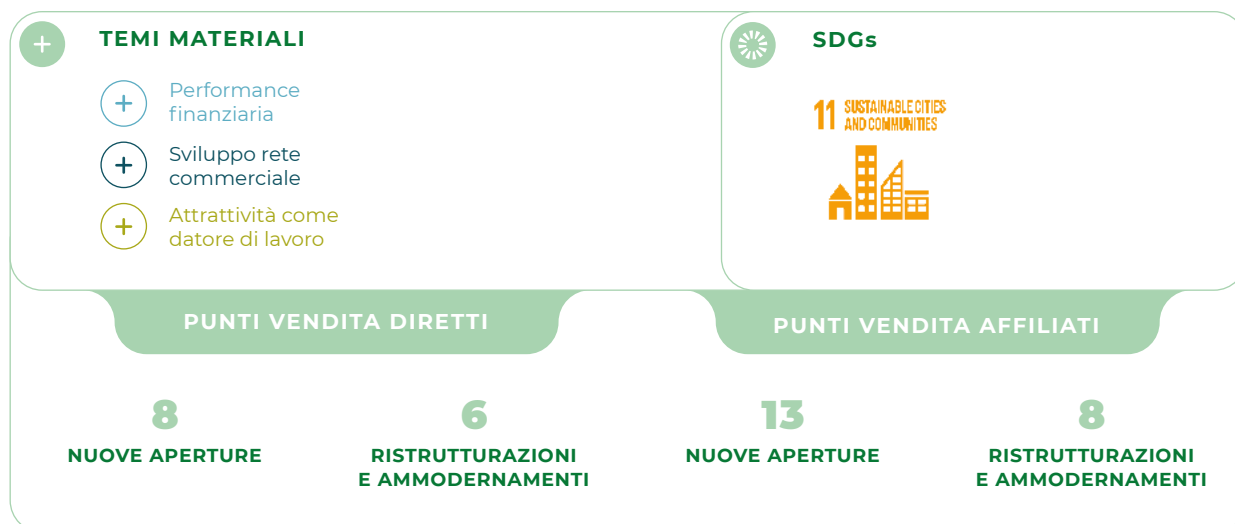 TEMI MATERIALI
Performance
finanziaria
Sviluppo rete
commerciale
Attrattività come
datore di lavoro
SDGs
11 SUSTAINABLE CITIES
AND COMMUNITIES
PUNTI VENDITA DIRETTI
8
NUOVE APERTURE
6
RISTRUTTURAZIONI
E AMMODERNAMENTI
PUNTI VENDITA AFFILIATI
13
NUOVE APERTURE
8
RISTRUTTURAZIONI
E AMMODERNAMENTI